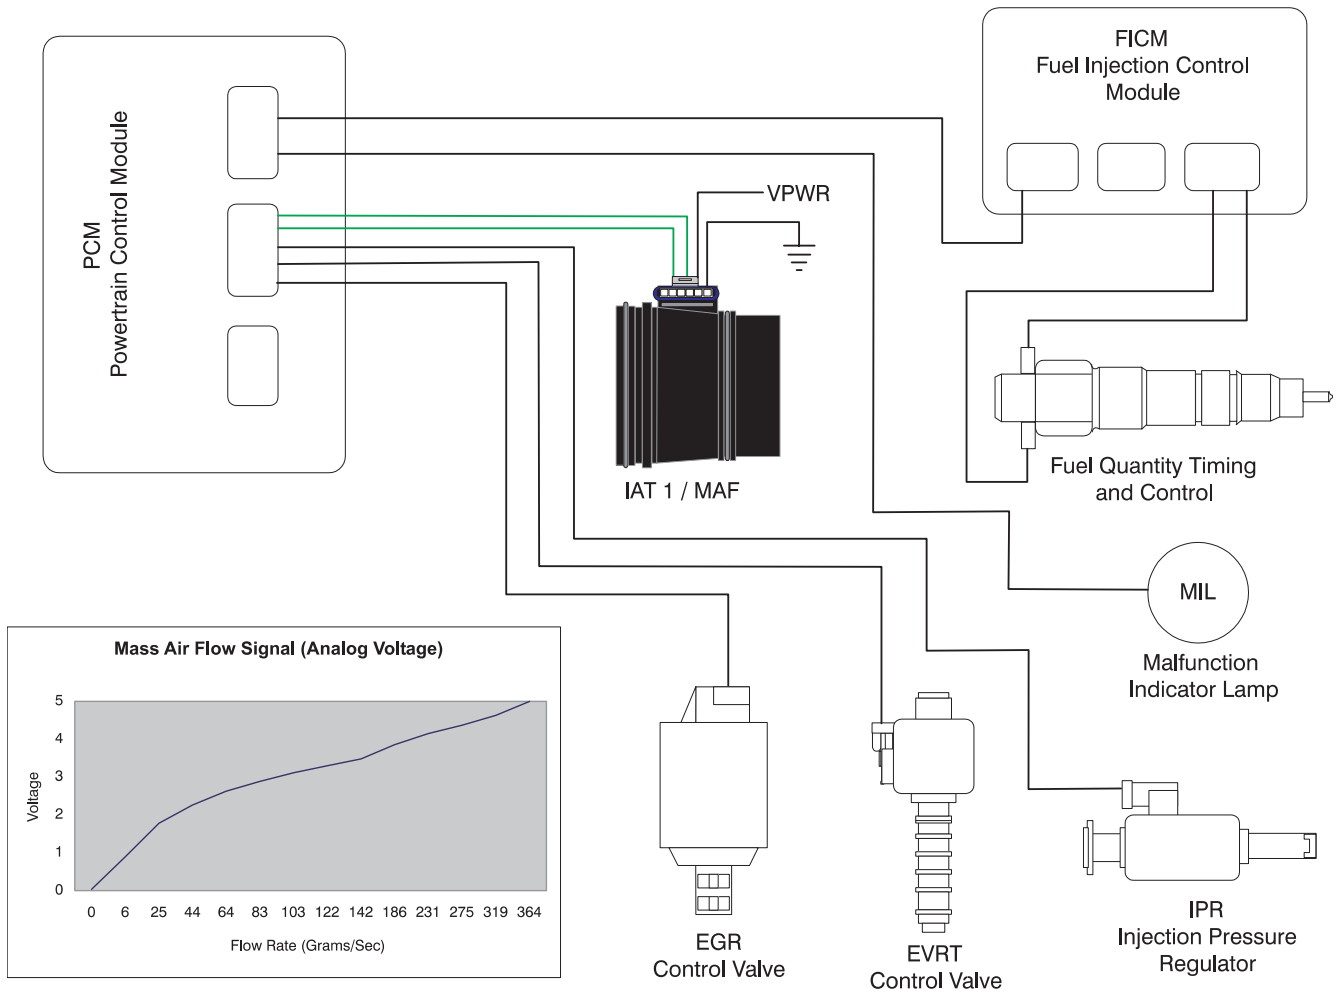 PCM
Powertrain Control Module
FICM
Fuel Injection Control
Module
VPWR
IAT 1 / MAF
Fuel Quantity Timing
and Control
MIL
Malfunction
Indicator Lamp
Mass Air Flow Signal (Analog Voltage)
Voltage
5
4
3
2
1
0
0 6 25 44 64 83 103 122 142 186 231 275 319 364
Flow Rate (Grams/Sec)
EGR
Control Valve
EVRT
Control Valve
IPR
Injection Pressure
Regulator